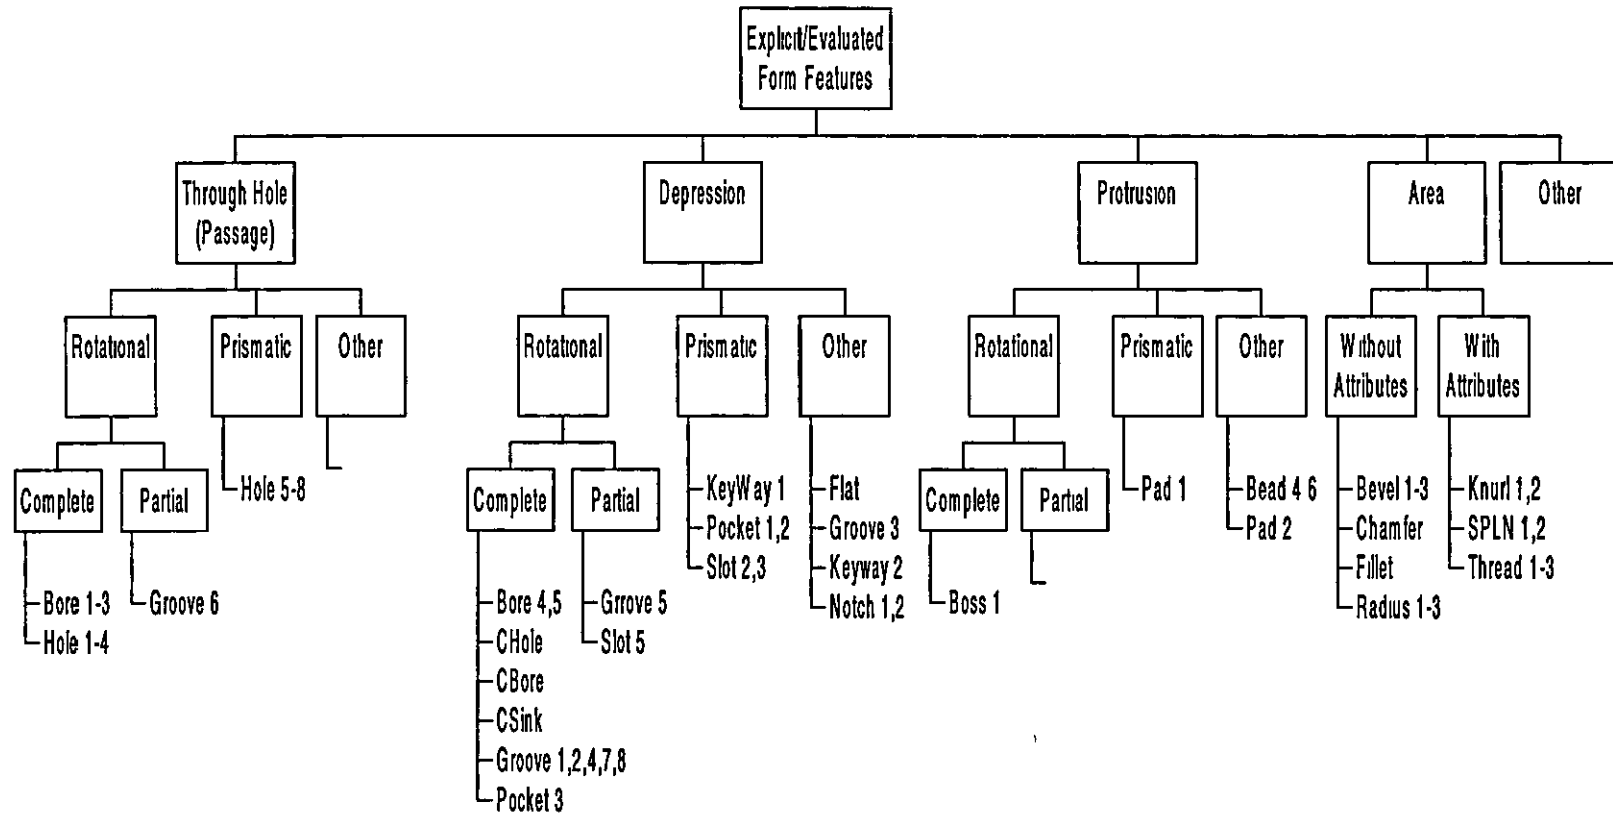 Explicit/Evaluated
Form Features
Through Hole
(Passage)
Depression
Protrusion
Area
Other
Rotational
Prismatic
Other
Rotational
Prismatic
Other
Rotational
Prismatic
Other
Without
Attributes
With
Attributes
Complete
Partial
Hole 5-8
Complete
Partial
KeyWay 1
Pocket 1,2
Slot 2,3
Flat
Groove 3
Keyway 2
Notch 1,2
Complete
Partial
Pad 1
Bead 4 6
Pad 2
Bevel 1-3
Chamfer
Fillet
Radius 1-3
Knurl 1,2
SPLN 1,2
Thread 1-3
Bore 1-3
Hole 1-4
Groove 6
Bore 4,5
CHole
CBore
CSink
Groove 1,2,4,7,8
Pocket 3
Grrove 5
Slot 5
Boss 1